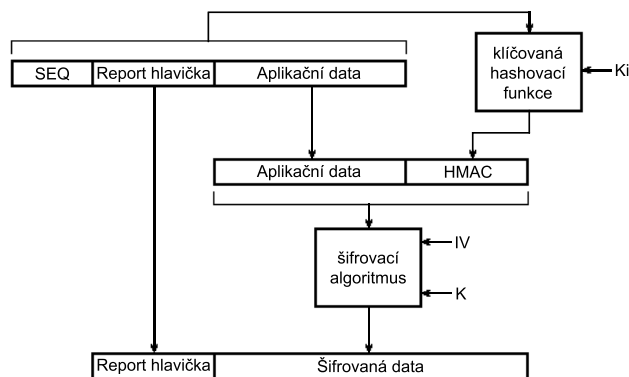 klíčovaná
hashovací
funkce
Ki
SEQ Report hlavička Aplikační data
Aplikační data HMAC
šifrovací
algoritmus
IV
K
Report hlavička Šifrovaná data